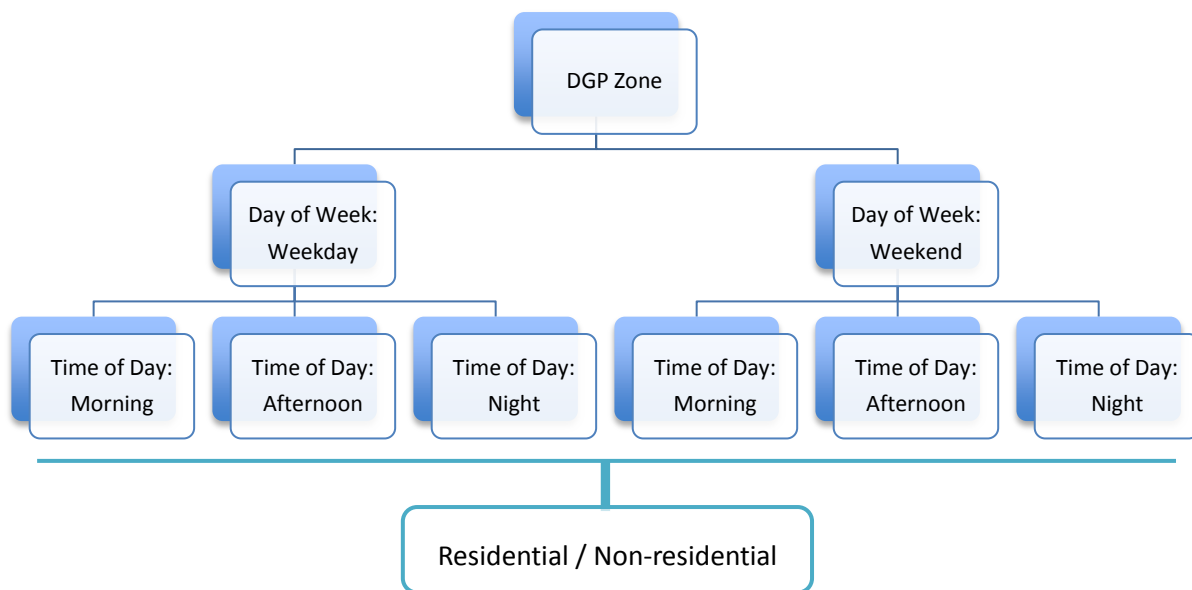 DGP Zone
Day of Week:
Weekday
Day of Week:
Weekend
Time of Day:
Morning
Time of Day:
Afternoon
Time of Day:
Night
Time of Day:
Morning
Time of Day:
Afternoon
Time of Day:
Night
Residential / Non-residential